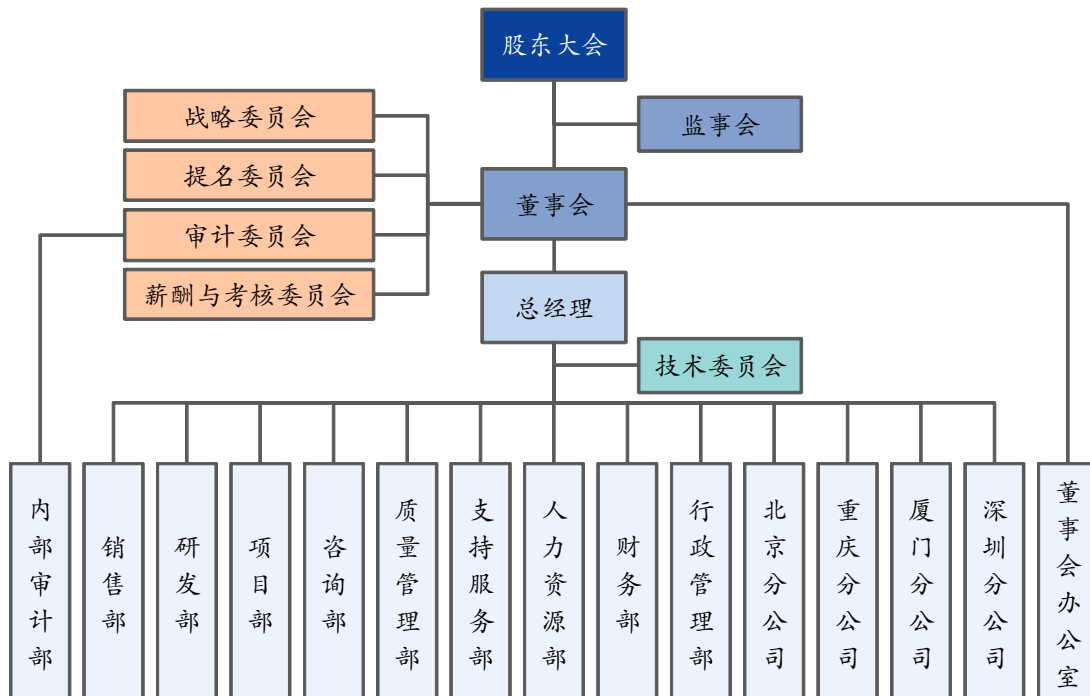 股东大会
监事会
战略委员会
提名委员会
董事会
审计委员会
薪酬与考核委员会
总经理
技术委员会
内部审计部
销售部
研发部
项目部
咨询部
质量管理部
支持服务部
人力资源部
财务部
行政管理部
北京分公司
重庆分公司
厦门分公司
深圳分公司
董事会办公室